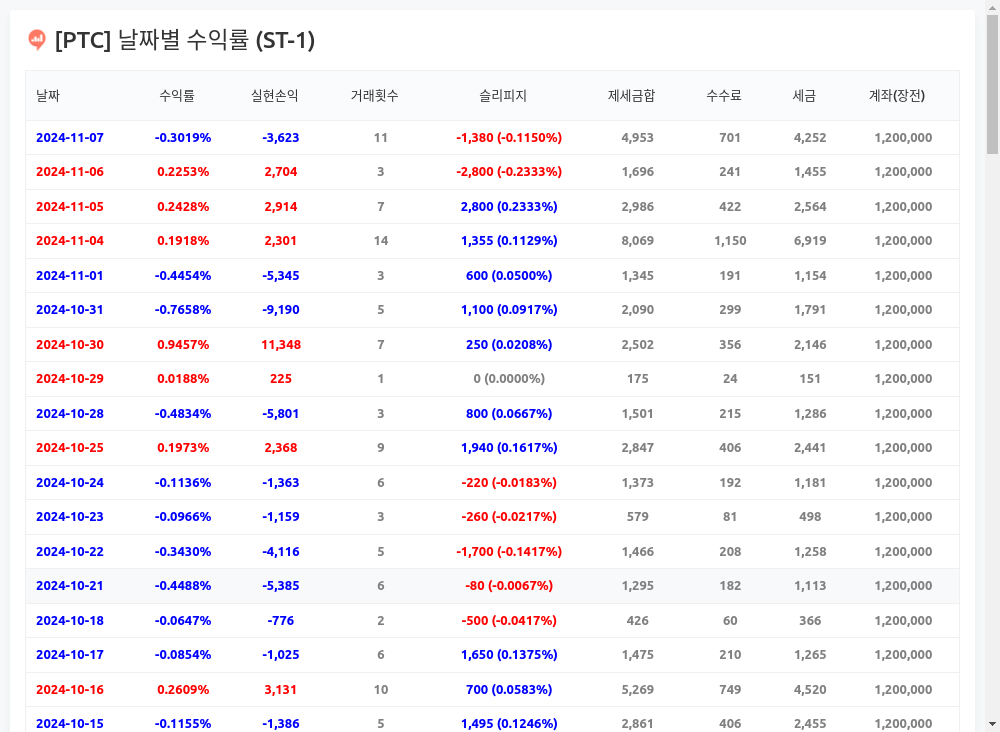 [PTC] 날짜별 수익률 (ST-1)
날짜 수익률 실현손익 거래횟수 슬리피지 제세금합 수수료 세금 계좌(장전)
2024-11-07 -0.3019% -3,623 11 -1,380 (-0.1150%) 4,953 701 4,252 1,200,000
2024-11-06 0.2253% 2,704 3 -2,800 (-0.2333%) 1,696 241 1,455 1,200,000
2024-11-05 0.2428% 2,914 7 2,800 (0.2333%) 2,986 422 2,564 1,200,000
2024-11-04 0.1918% 2,301 14 1,355 (0.1129%) 8,069 1,150 6,919 1,200,000
2024-11-01 -0.4454% -5,345 3 600 (0.0500%) 1,345 191 1,154 1,200,000
2024-10-31 -0.7658% -9,190 5 1,100 (0.0917%) 2,090 299 1,791 1,200,000
2024-10-30 0.9457% 11,348 7 250 (0.0208%) 2,502 356 2,146 1,200,000
2024-10-29 0.0188% 225 1 0 (0.0000%) 175 24 151 1,200,000
2024-10-28 -0.4834% -5,801 3 800 (0.0667%) 1,501 215 1,286 1,200,000
2024-10-25 0.1973% 2,368 9 1,940 (0.1617%) 2,847 406 2,441 1,200,000
2024-10-24 -0.1136% -1,363 6 -220 (-0.0183%) 1,373 192 1,181 1,200,000
2024-10-23 -0.0966% -1,159 3 -260 (-0.0217%) 579 81 498 1,200,000
2024-10-22 -0.3430% -4,116 5 -1,700 (-0.1417%) 1,466 208 1,258 1,200,000
2024-10-21 -0.4488% -5,385 6 -80 (-0.0067%) 1,295 182 1,113 1,200,000
2024-10-18 -0.0647% -776 2 -500 (-0.0417%) 426 60 366 1,200,000
2024-10-17 -0.0854% -1,025 6 1,650 (0.1375%) 1,475 210 1,265 1,200,000
2024-10-16 0.2609% 3,131 10 700 (0.0583%) 5,269 749 4,520 1,200,000
2024-10-15 -0.1155% -1,386 5 1,495 (0.1246%) 2,861 406 2,455 1,200,000